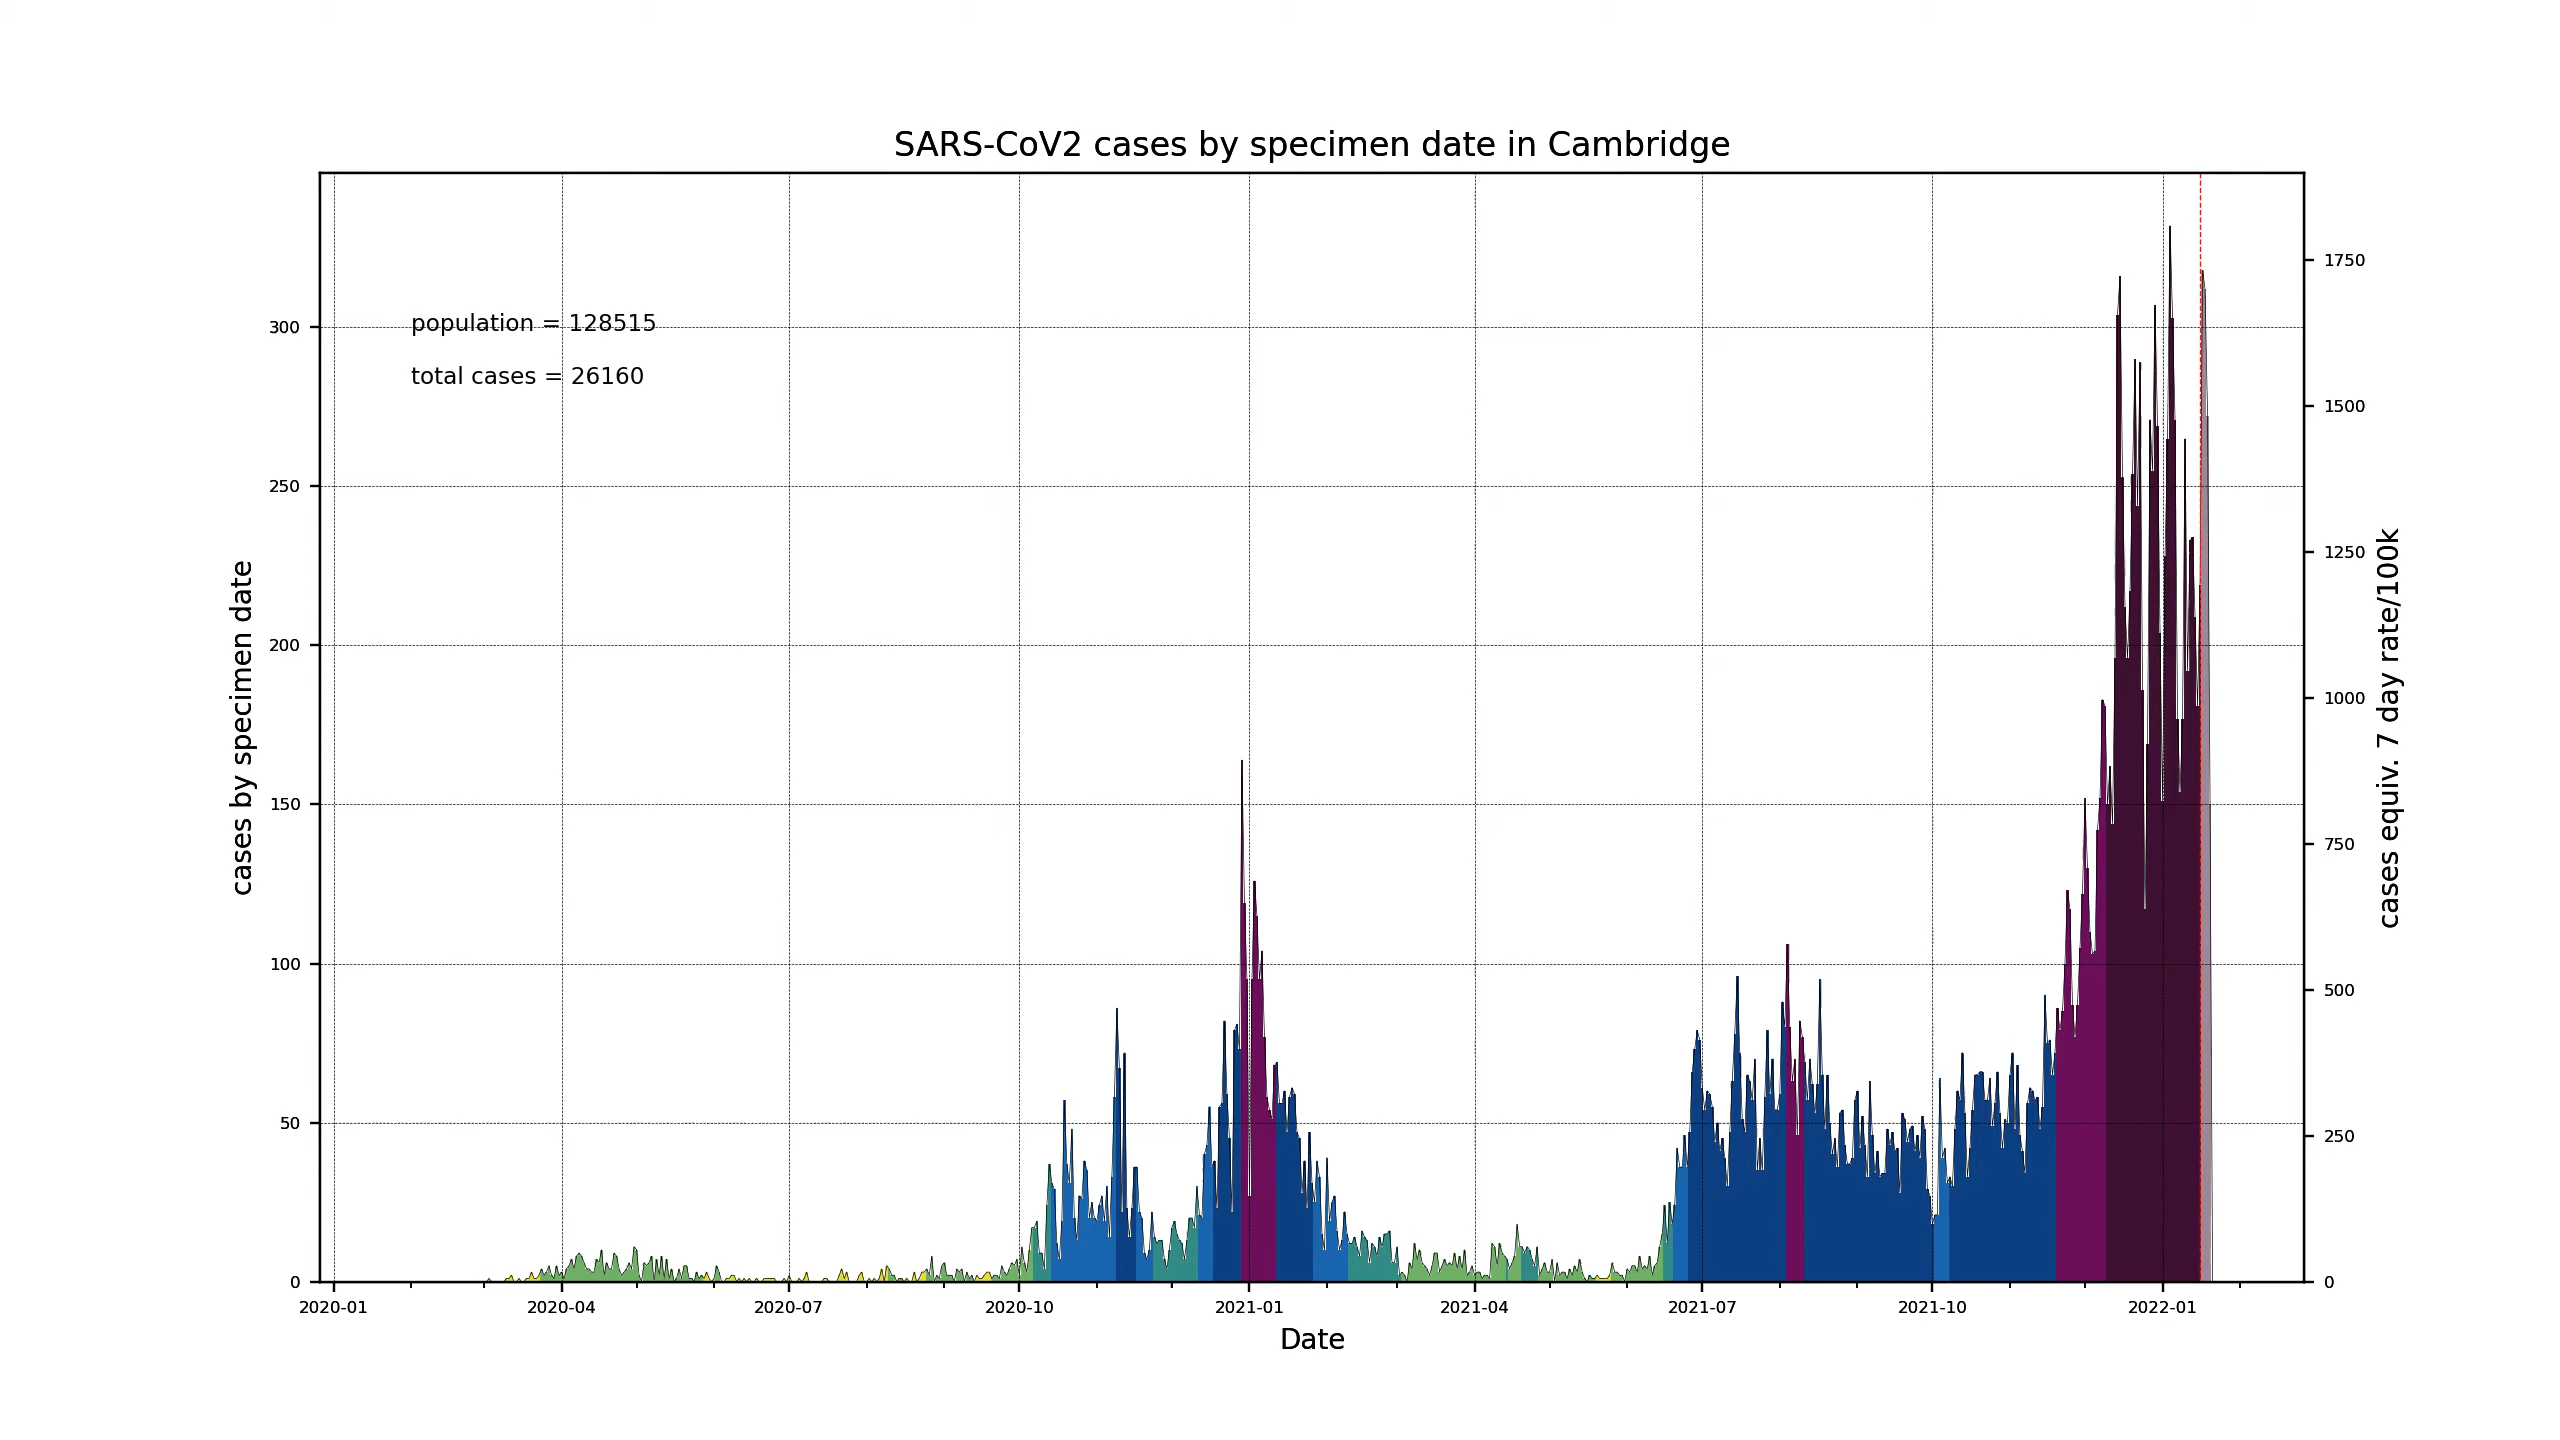 SARS-CoV2 cases by specimen date in Cambridge
population = 128515
total cases = 26160
cases by specimen date
300
250
200
150
100
50
0
1750
1500
1250
1000
750
500
250
0
cases equiv. 7 day rate/100k
2020-01 2020-04 2020-07 2020-10 2021-01 2021-04 2021-07 2021-10 2022-01
Date